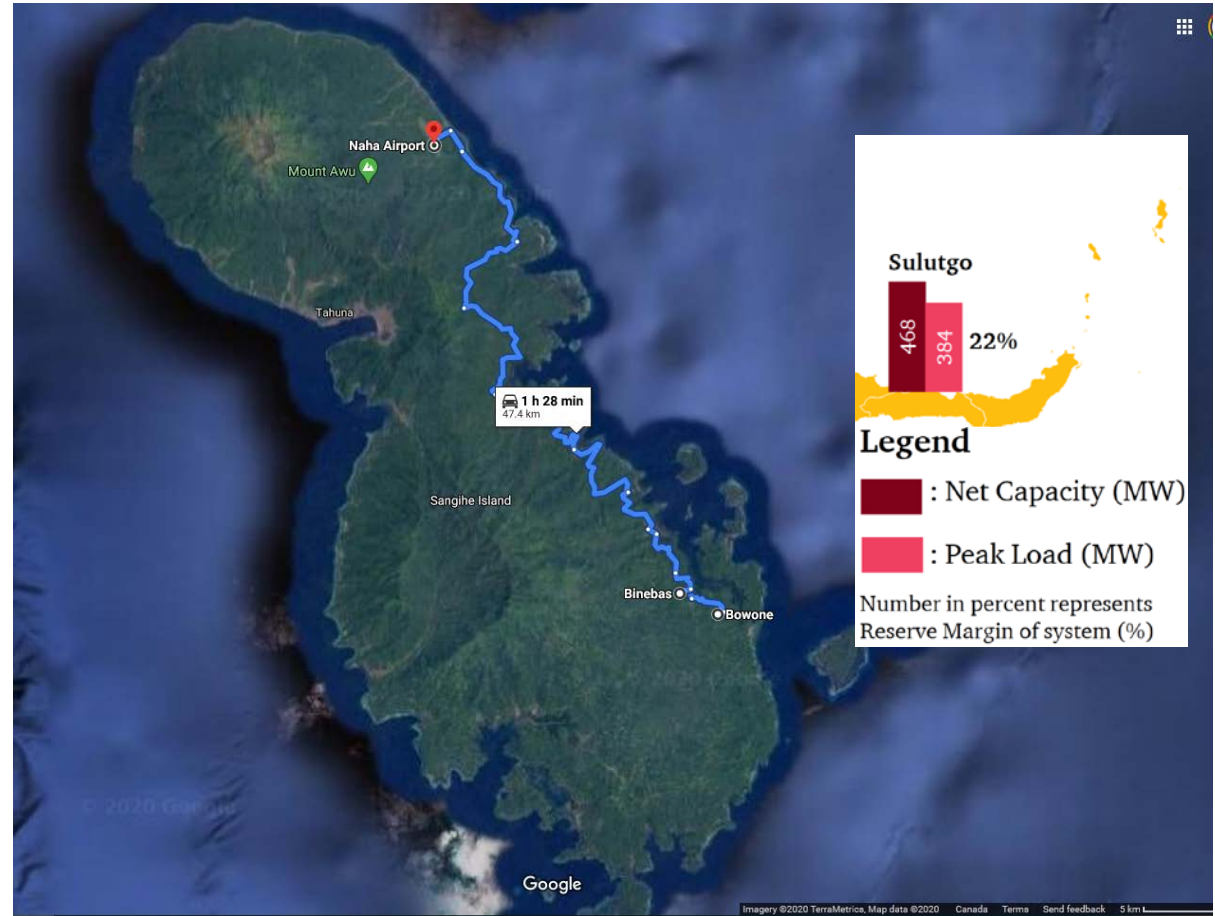 Naha Airport
Mount Awu
Tahuna
1 h 28 min
47.4 km
Sangihe Island
Binebas
Bowone
© 2020 Google
Google
Imagery ©2020 TerraMetrics, Map data ©2020 Canada Terms Send feedback 5 km
Sulutgo
468
384
22%
Legend
: Net Capacity (MW)
: Peak Load (MW)
Number in percent represents
Reserve Margin of system (%)